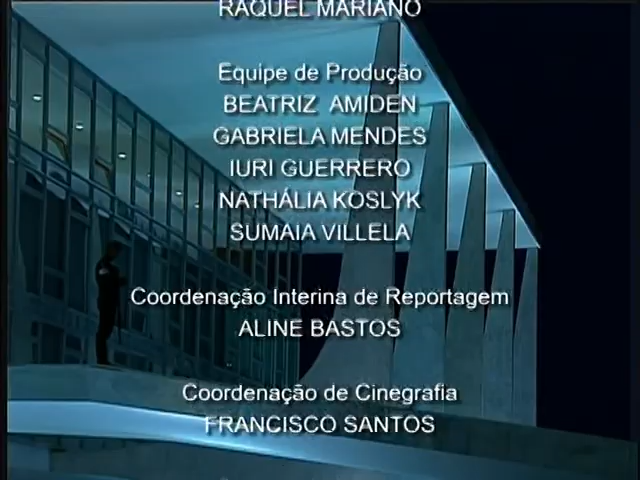 RAQUEL MARIANO
Equipe de Produção
BEATRIZ AMIDEN
GABRIELA MENDES
IURI GUERRERO
NATHÁLIA KOSLYK
SUMAIA VILLELA
Coordenação Interina de Reportagem
ALINE BASTOS
Coordenação de Cinegrafia
FRANCISCO SANTOS